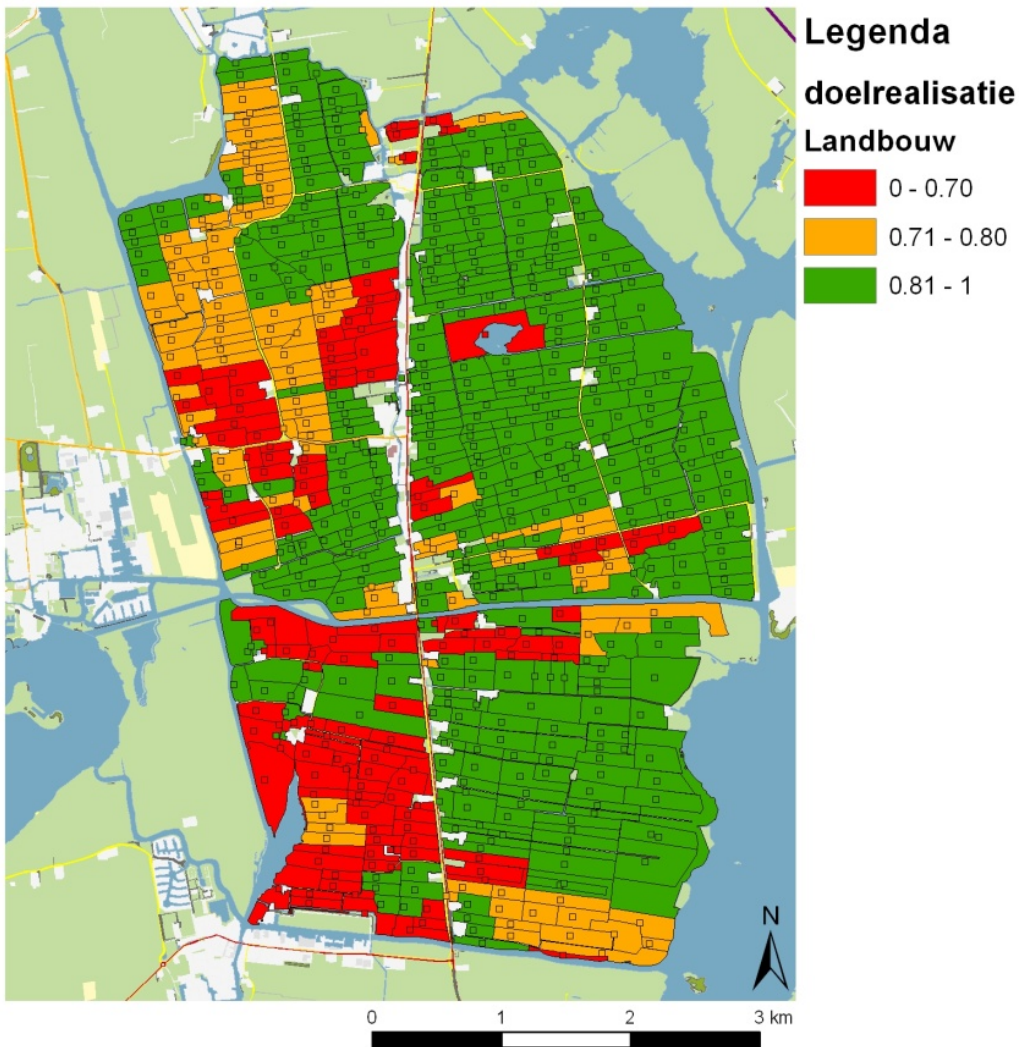 Legenda
doelrealisatie
Landbouw
0 - 0.70
0.71 - 0.80
0.81 - 1
N
0 1 2 3 km